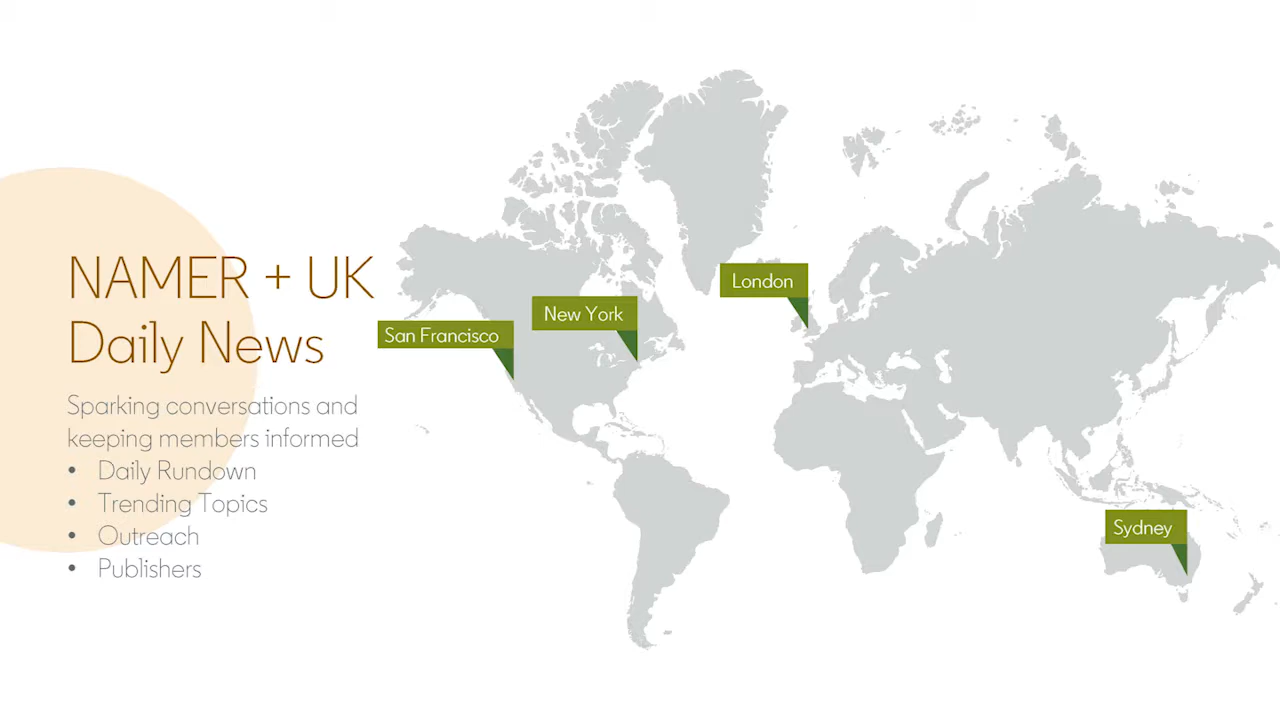 NAMER + UK
Daily News
Sparking conversations and
keeping members informed
• Daily Rundown
• Trending Topics
• Outreach
• Publishers
San Francisco
New York
London
Sydney